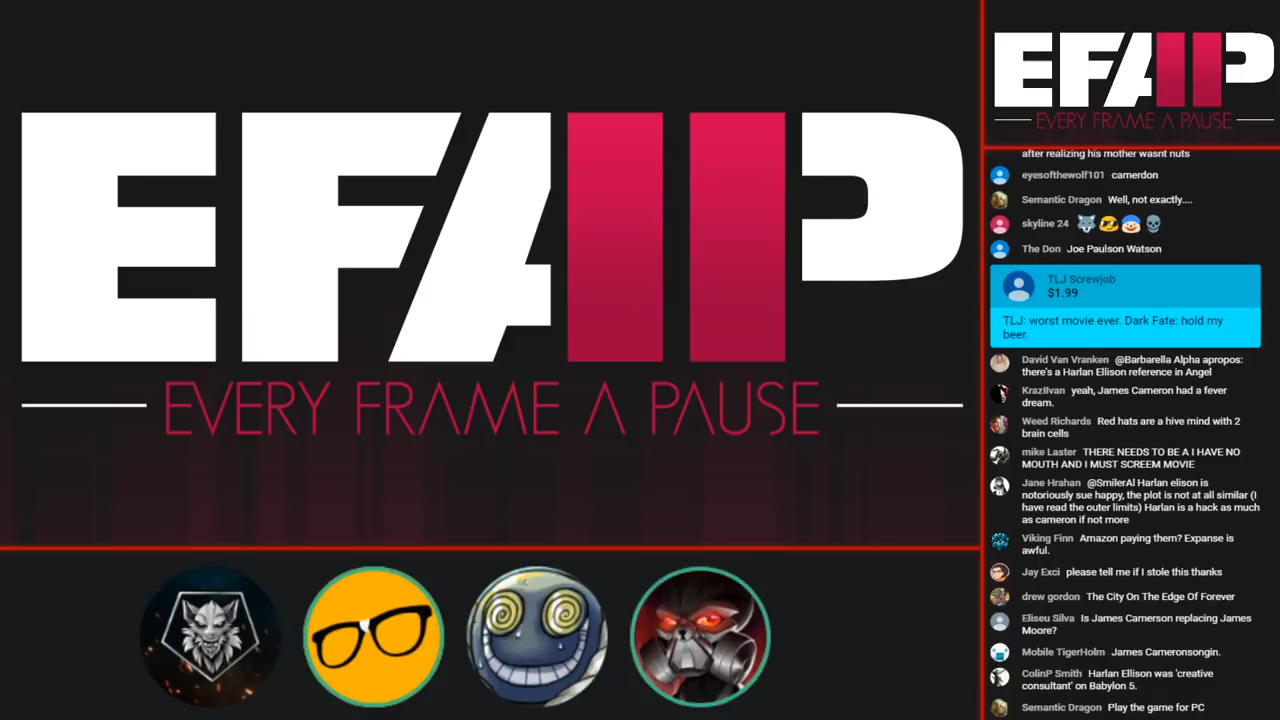 EFAP
EVERY FRAME A PAUSE
EFAP
EVERY FRAME A PAUSE
after realizing his mother wasnt nuts
eyesofthewolf101 camerdon
Semantic Dragon Well, not exactly....
skyline 24
The Don Joe Paulson Watson
TLJ Screwjob
$1.99
TLJ: worst movie ever. Dark Fate: hold my
beer.
David Van Vranken @Barbarella Alpha apropos:
there's a Harlan Ellison reference in Angel
KrazIIvan yeah, James Cameron had a fever
dream.
Weed Richards Red hats are a hive mind with 2
brain cells
mike Laster THERE NEEDS TO BE A I HAVE NO
MOUTH AND I MUST SCREEM MOVIE
Jane Hrahan @SmilerAl Harlan elison is
notoriously sue happy, the plot is not at all similar (I
have read the outer limits) Harlan is a hack as much
as cameron if not more
Viking Finn Amazon paying them? Expanse is
awful.
Jay Exci please tell me if I stole this thanks
drew gordon The City On The Edge Of Forever
Eliseu Silva Is James Camerson replacing James
Moore?
Mobile TigerHolm James Cameronsongin.
ColinP Smith Harlan Ellison was 'creative
consultant' on Babylon 5.
Semantic Dragon Play the game for PC